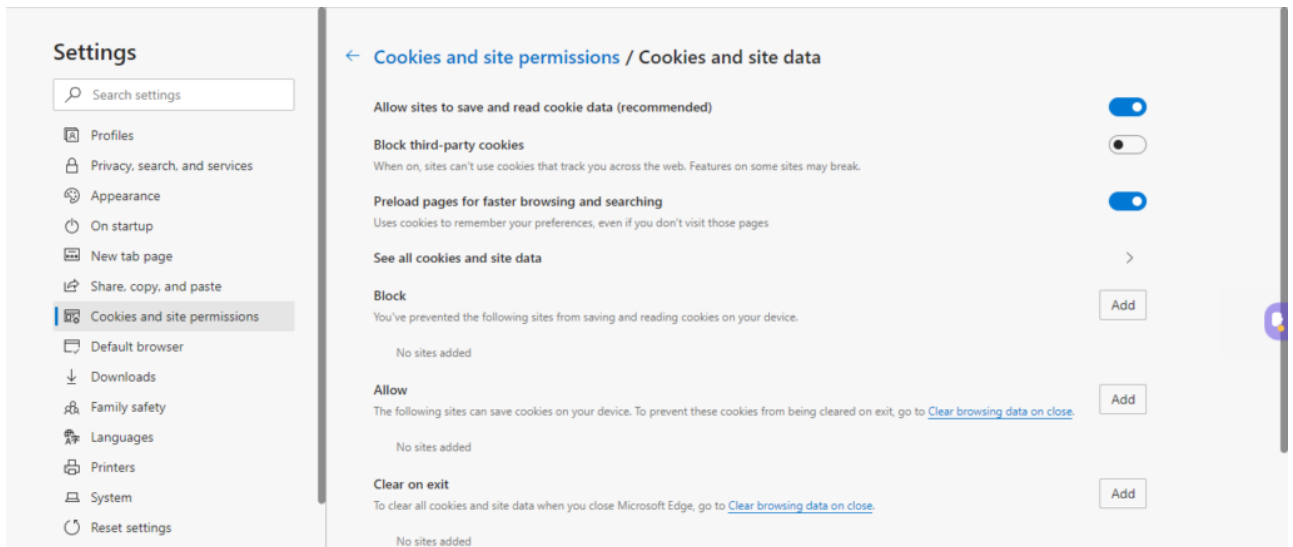 Settings
Search settings
Profiles
Privacy, search, and services
Appearance
On startup
New tab page
Share, copy, and paste
Cookies and site permissions
Default browser
Downloads
Family safety
Languages
Printers
System
Reset settings
Cookies and site permissions / Cookies and site data
Allow sites to save and read cookie data (recommended)
Block third-party cookies
When on, sites can't use cookies that track you across the web. Features on some sites may break.
Preload pages for faster browsing and searching
Uses cookies to remember your preferences, even if you don't visit those pages
See all cookies and site data
Block
Add
You've prevented the following sites from saving and reading cookies on your device.
No sites added
Allow
Add
The following sites can save cookies on your device. To prevent these cookies from being cleared on exit, go to Clear browsing data on close.
No sites added
Clear on exit
Add
To clear all cookies and site data when you close Microsoft Edge, go to Clear browsing data on close.
No sites added